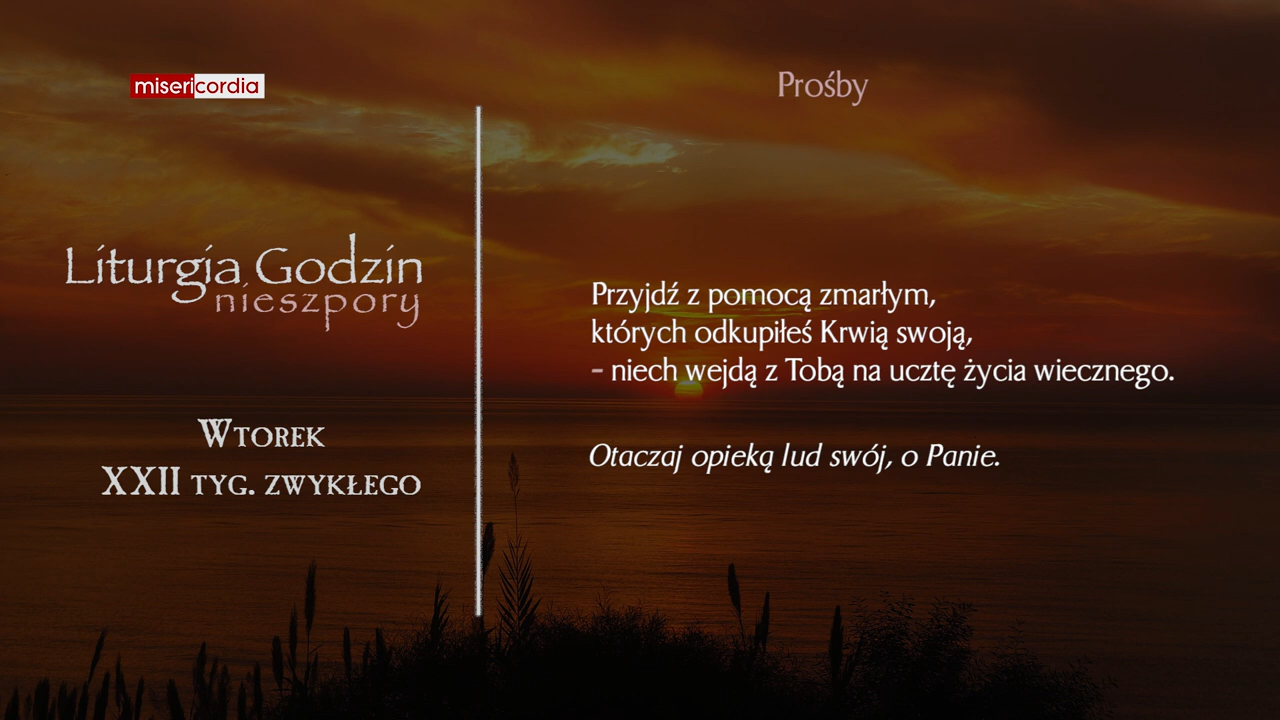 misericordia
Prośby
Liturgia Godzin
nieszpory
Wtorek
XXII tyg. zwykłego
Przyjdź z pomocą zmarłym,
których odkupiłeś Krwią swoją,
- niech wejdą z Tobą na ucztę życia wiecznego.
Otaczaj opieką lud swój, o Panie.